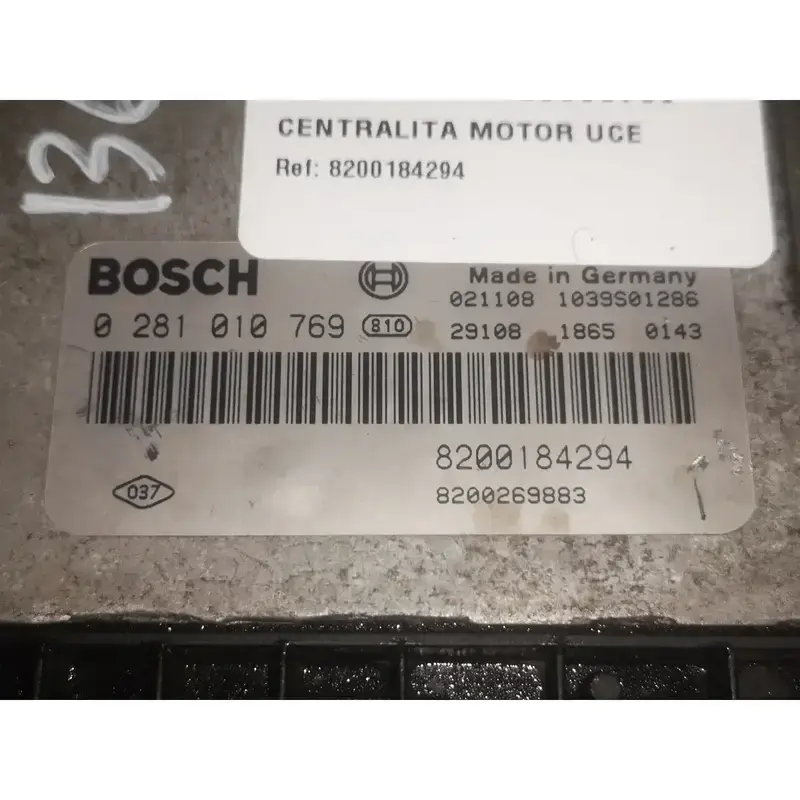 CENTRALITA MOTOR UCE
Ref: 8200184294
BOSCH
Made in Germany
021108 1039S01286
0 281 010 769 810
29108 1865 0143
8200184294
037
8200269883